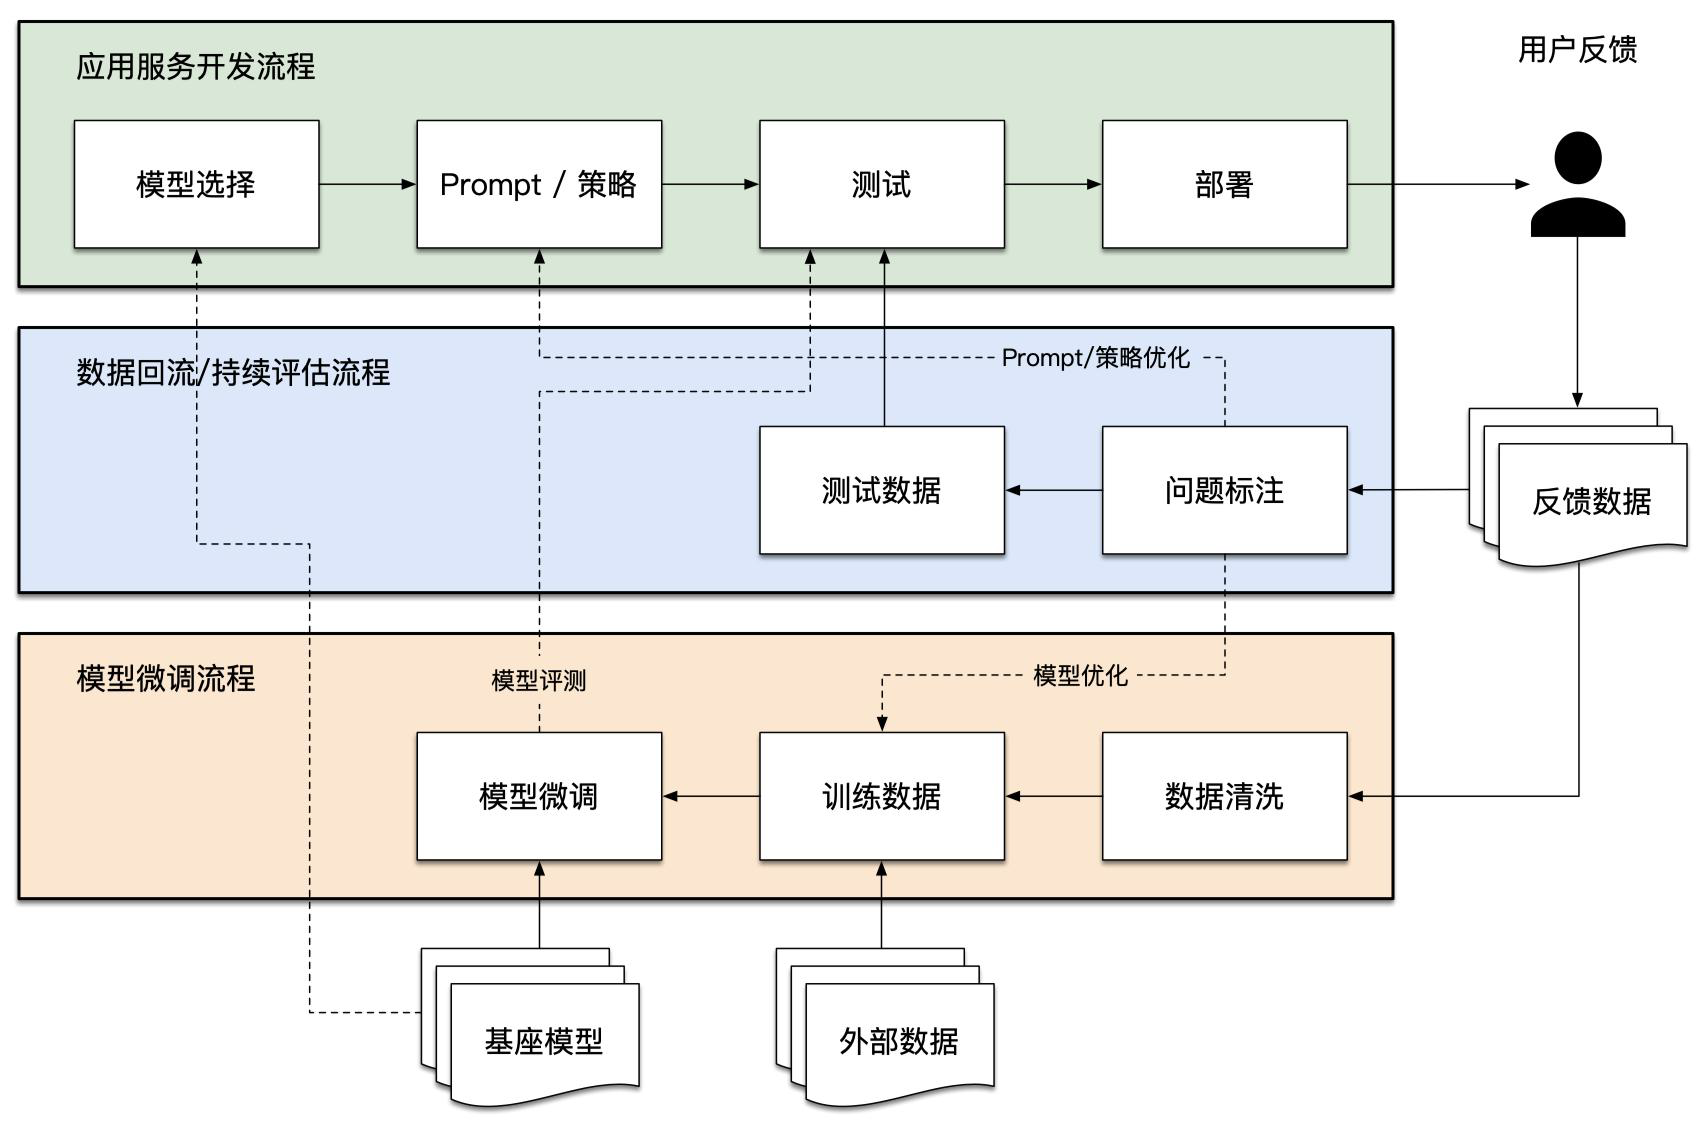 应用服务开发流程
用户反馈
模型选择
Prompt / 策略
测试
部署
数据回流/持续评估流程
Prompt/策略优化
测试数据
问题标注
反馈数据
模型微调流程
模型评测
模型优化
模型微调
训练数据
数据清洗
基座模型
外部数据